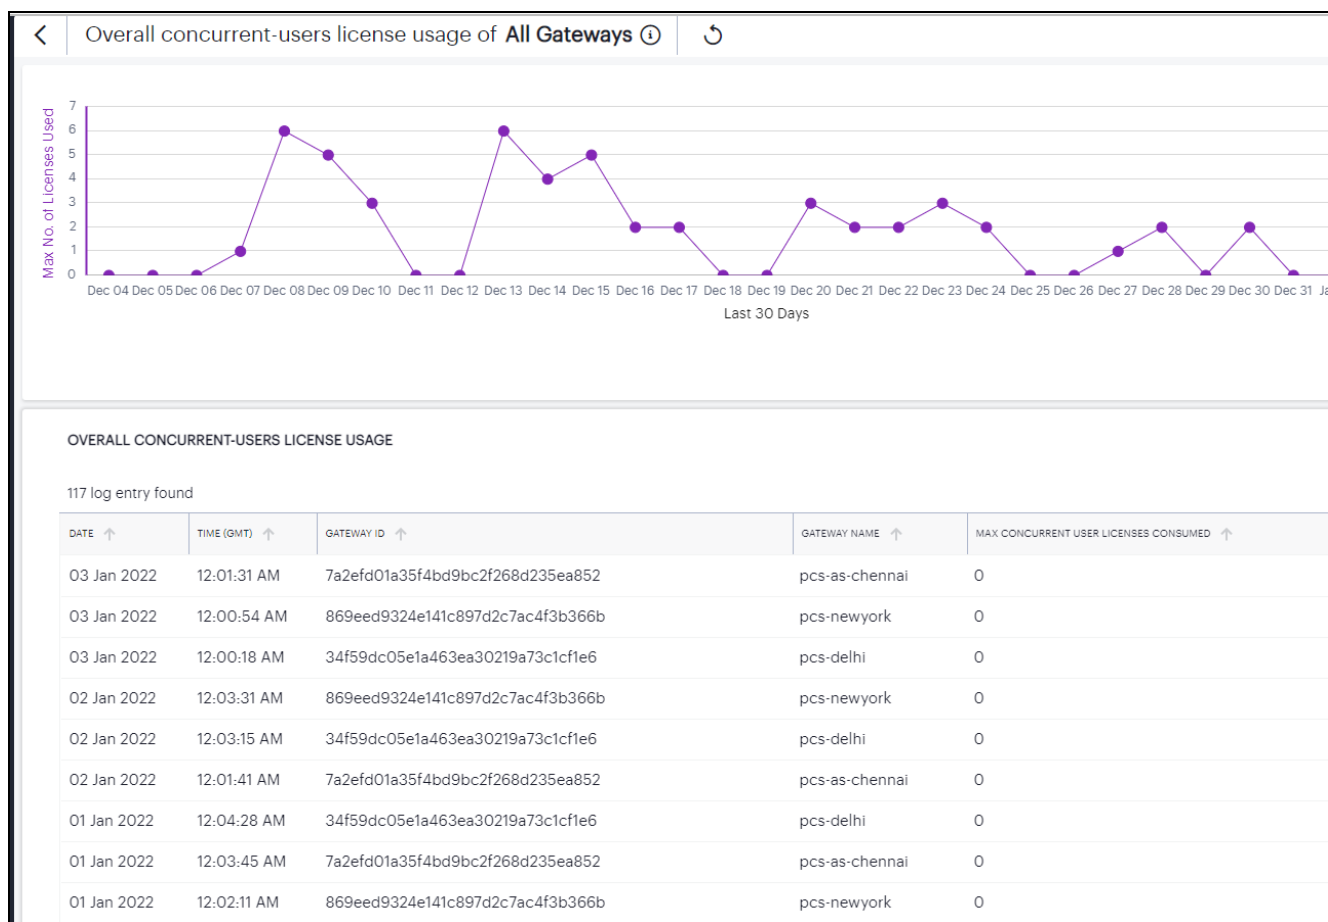 Overall concurrent-users license usage of All Gateways
Max No. of Licenses Used
7
6
5
4
3
2
1
0
Dec 04 Dec 05 Dec 06 Dec 07 Dec 08 Dec 09 Dec 10 Dec 11 Dec 12 Dec 13 Dec 14 Dec 15 Dec 16 Dec 17 Dec 18 Dec 19 Dec 20 Dec 21 Dec 22 Dec 23 Dec 24 Dec 25 Dec 26 Dec 27 Dec 28 Dec 29 Dec 30 Dec 31
Last 30 Days
OVERALL CONCURRENT-USERS LICENSE USAGE
117 log entry found
DATE TIME (GMT) GATEWAY ID GATEWAY NAME MAX CONCURRENT USER LICENSES CONSUMED
03 Jan 2022 12:01:31 AM 7a2efd01a35f4bd9bc2f268d235ea852 pcs-as-chennai 0
03 Jan 2022 12:00:54 AM 869eed9324e141c897d2c7ac4f3b366b pcs-newyork 0
03 Jan 2022 12:00:18 AM 34f59dc05e1a463ea30219a73c1cf1e6 pcs-delhi 0
02 Jan 2022 12:03:31 AM 869eed9324e141c897d2c7ac4f3b366b pcs-newyork 0
02 Jan 2022 12:03:15 AM 34f59dc05e1a463ea30219a73c1cf1e6 pcs-delhi 0
02 Jan 2022 12:01:41 AM 7a2efd01a35f4bd9bc2f268d235ea852 pcs-as-chennai 0
01 Jan 2022 12:04:28 AM 34f59dc05e1a463ea30219a73c1cf1e6 pcs-delhi 0
01 Jan 2022 12:03:45 AM 7a2efd01a35f4bd9bc2f268d235ea852 pcs-as-chennai 0
01 Jan 2022 12:02:11 AM 869eed9324e141c897d2c7ac4f3b366b pcs-newyork 0